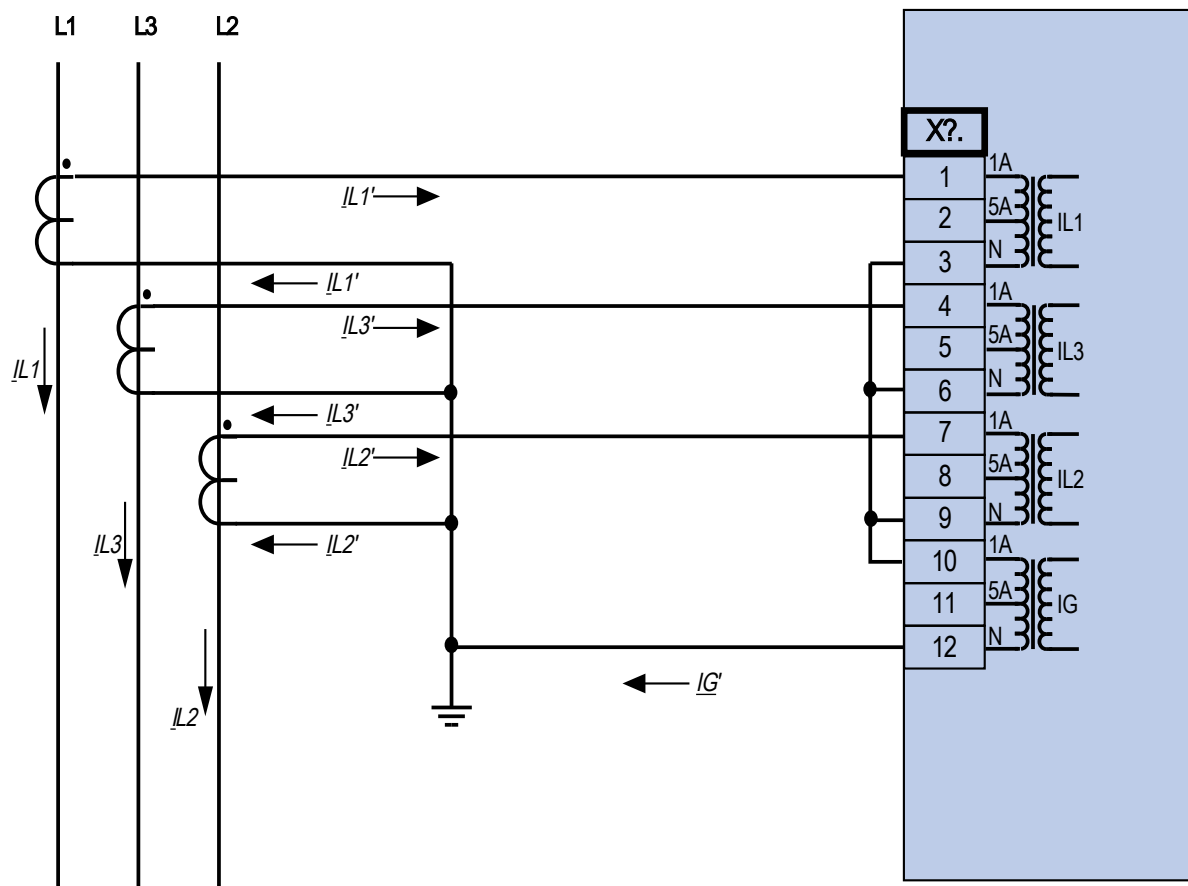 L1 L3 L2
X?.
1 1A
IL1'
2 5A IL1
3 N
IL1'
4 1A
IL3'
5 5A IL3
IL1
6 N
IL3'
7 1A
IL2'
8 5A IL2
9 N
IL3
IL2'
10 1A
11 5A IG
12 N
IG'
IL2